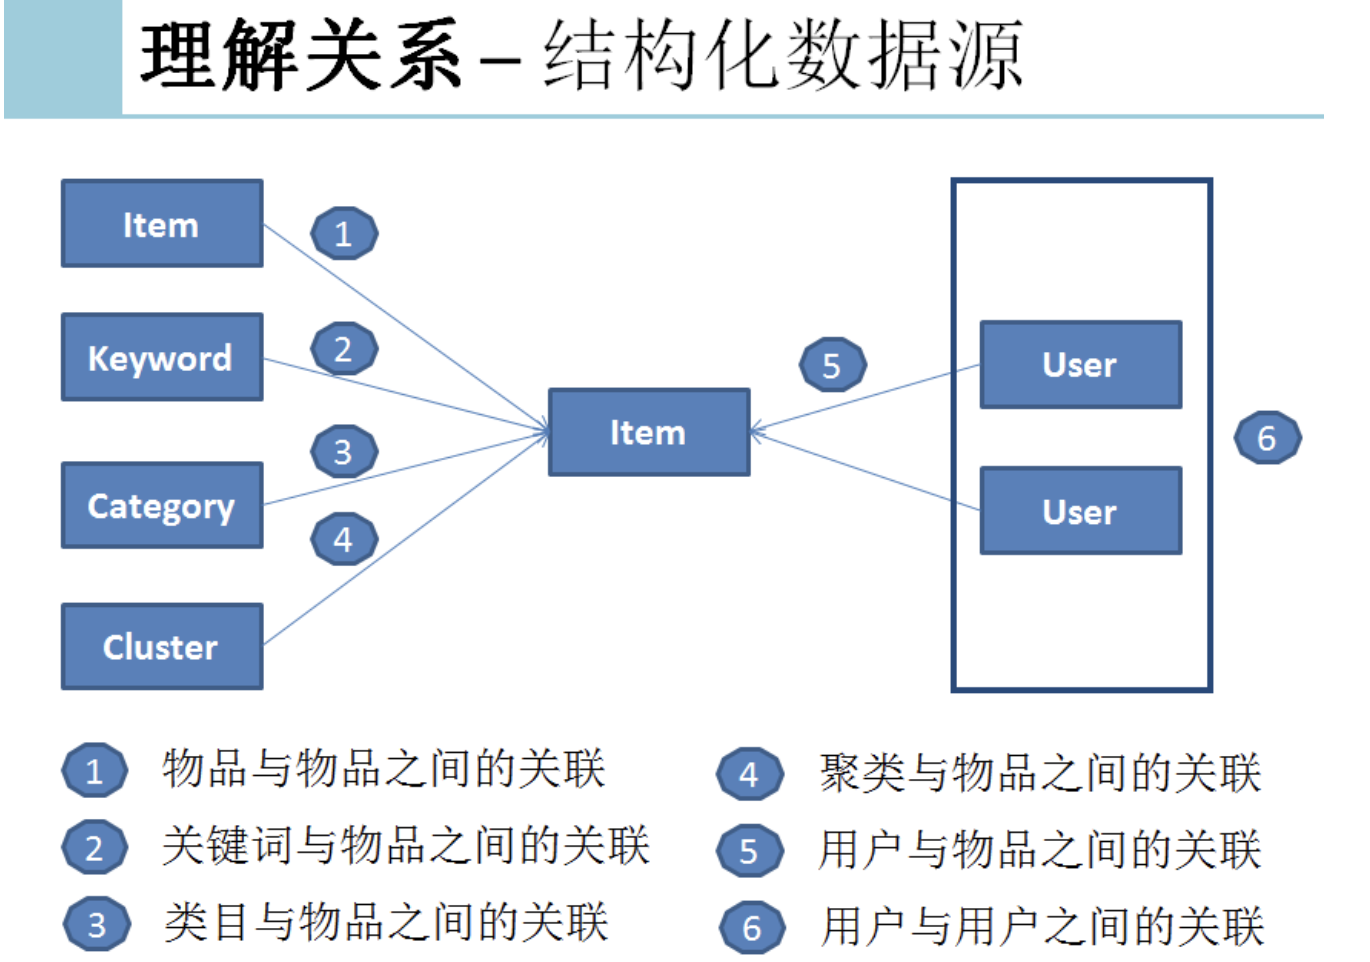 理解关系 – 结构化数据源
Item
1
Keyword
2
Category
3
Cluster
4
Item
5
User
User
6
1 物品与物品之间的关联
2 关键词与物品之间的关联
3 类目与物品之间的关联
4 聚类与物品之间的关联
5 用户与物品之间的关联
6 用户与用户之间的关联